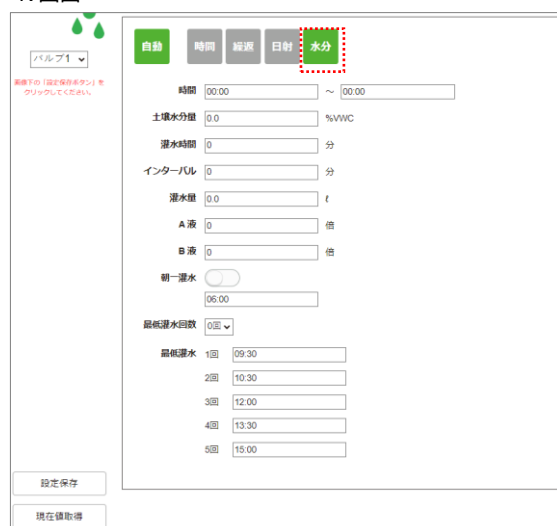 バルブ1
画像下の「設定保存ボタン」を
クリックしてください。
自動 時間 繰返 日射 水分
時間 00:00 ～ 00:00
土壌水分量 0.0 %VWC
灌水時間 0 分
インターバル 0 分
灌水量 0.0 ℓ
A 液 0 倍
B 液 0 倍
朝一灌水
06:00
最低灌水回数 0回
最低灌水 1回 09:30
2回 10:30
3回 12:00
4回 13:30
5回 15:00
設定保存
現在値取得